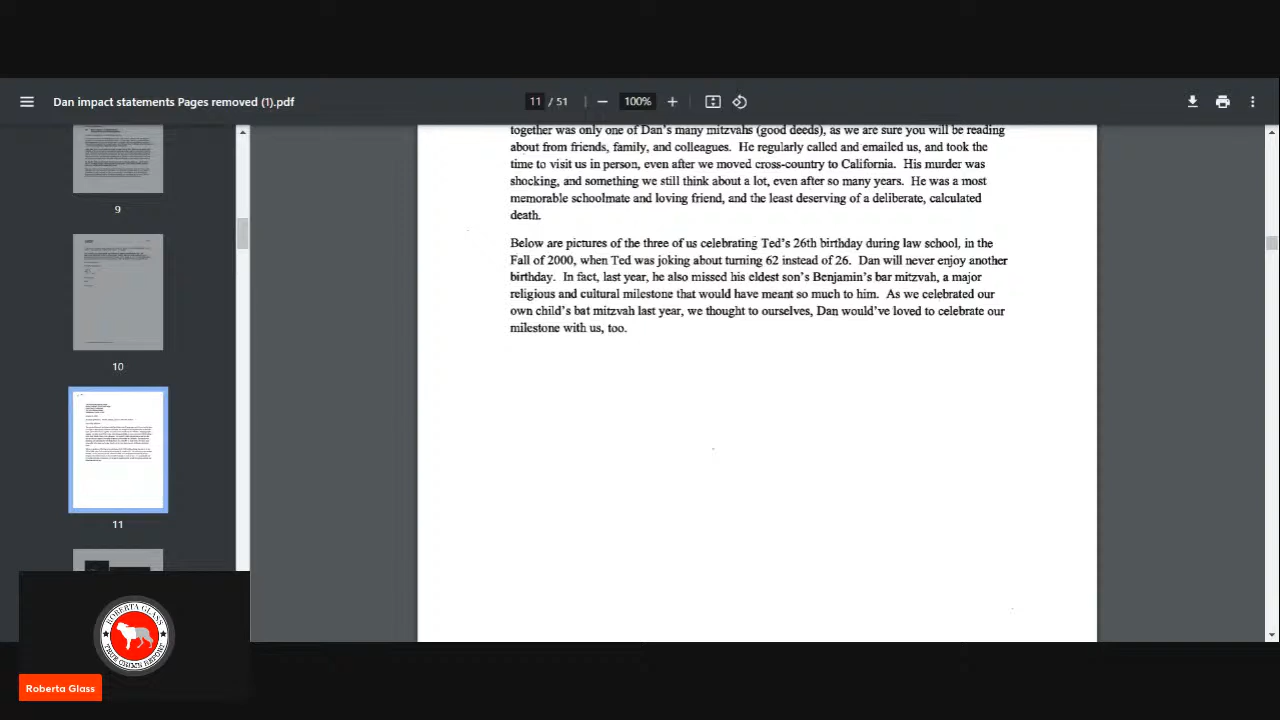 Dan impact statements Pages removed (1).pdf
11 / 51
100%
together was only one of Dan's many mitzvahs (good deeds), as we are sure you will be reading
about from friends, family, and colleagues.  He regularly called and emailed us, and took the
time to visit us in person, even after we moved cross-country to California.  His murder was
shocking, and something we still think about a lot, even after so many years.  He was a most
memorable schoolmate and loving friend, and the least deserving of a deliberate, calculated
death.
Below are pictures of the three of us celebrating Ted's 26th birthday during law school, in the
Fall of 2000, when Ted was joking about turning 62 instead of 26.  Dan will never enjoy another
birthday.  In fact, last year, he also missed his eldest son's Benjamin's bar mitzvah, a major
religious and cultural milestone that would have meant so much to him.  As we celebrated our
own child's bat mitzvah last year, we thought to ourselves, Dan would've loved to celebrate our
milestone with us, too.
9
10
11
ROBERTA GLASS
TRUE CRIME REPORT
Roberta Glass